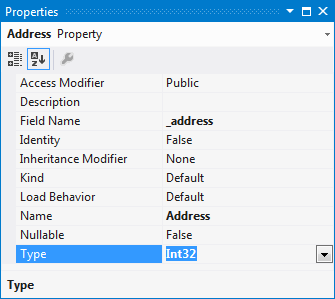 Properties
Address Property
Access Modifier Public
Description
Field Name _address
Identity False
Inheritance Modifier None
Kind Default
Load Behavior Default
Name Address
Nullable False
Type Int32
Type